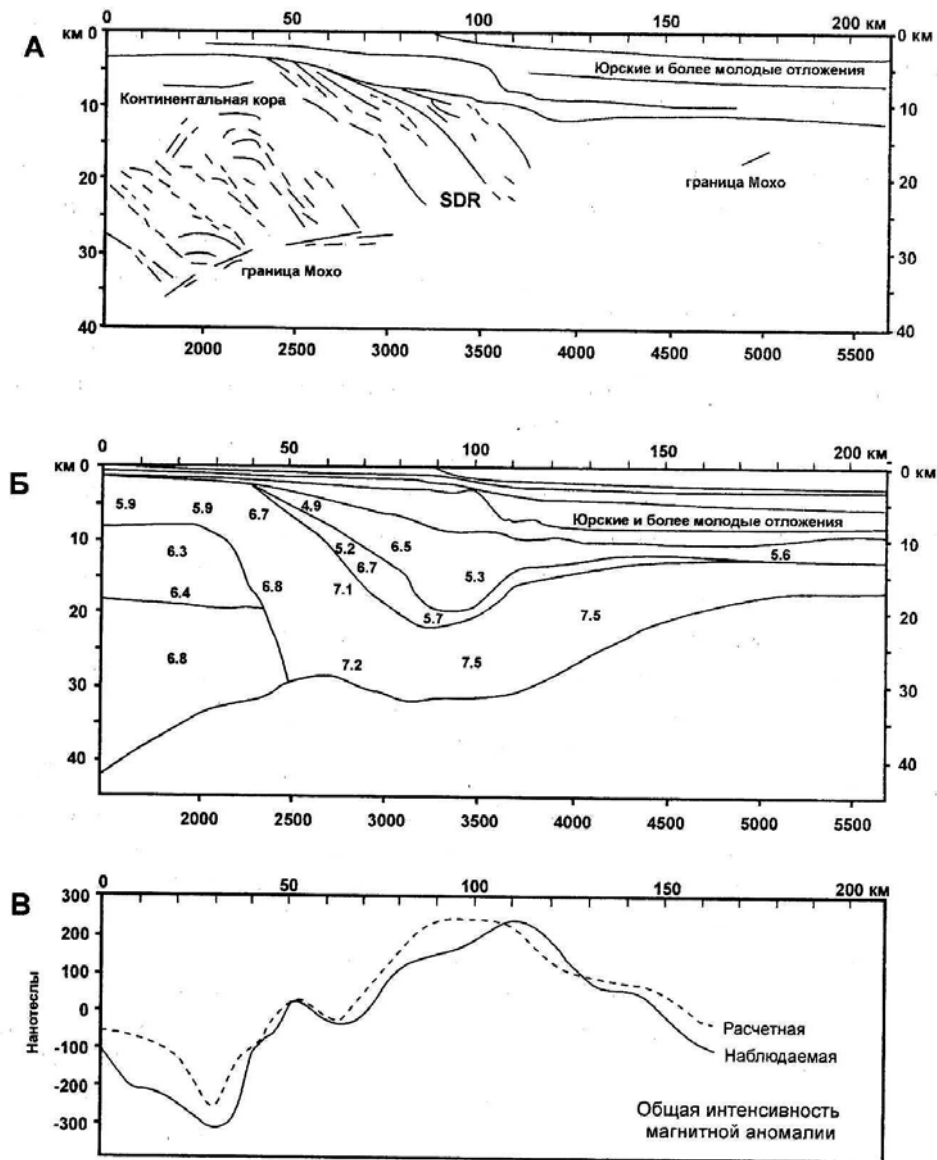 0 50 100 150 200 км
А
км 0
0 км
Юрские и более молодые отложения
Континентальная кора
10
10
20
20
SDR
граница Мохо
30
30
граница Мохо
40
40
2000 2500 3000 3500 4000 4500 5000 5500
0 50 100 150 200 км
Б
км 0
0 км
5.9 5.9 6.7 4.9
Юрские и более молодые отложения
10
10
6.3 5.2 6.5 5.6
6.7 5.3
6.4 6.8 7.1
20
20
5.7 7.5
6.8 7.2 7.5
30
30
40
40
2000 2500 3000 3500 4000 4500 5000 5500
0 50 100 150 200 км
В
300
200
100
0
-100
-200
-300
Нанотеслы
Расчетная
Наблюдаемая
Общая интенсивность
магнитной аномалии